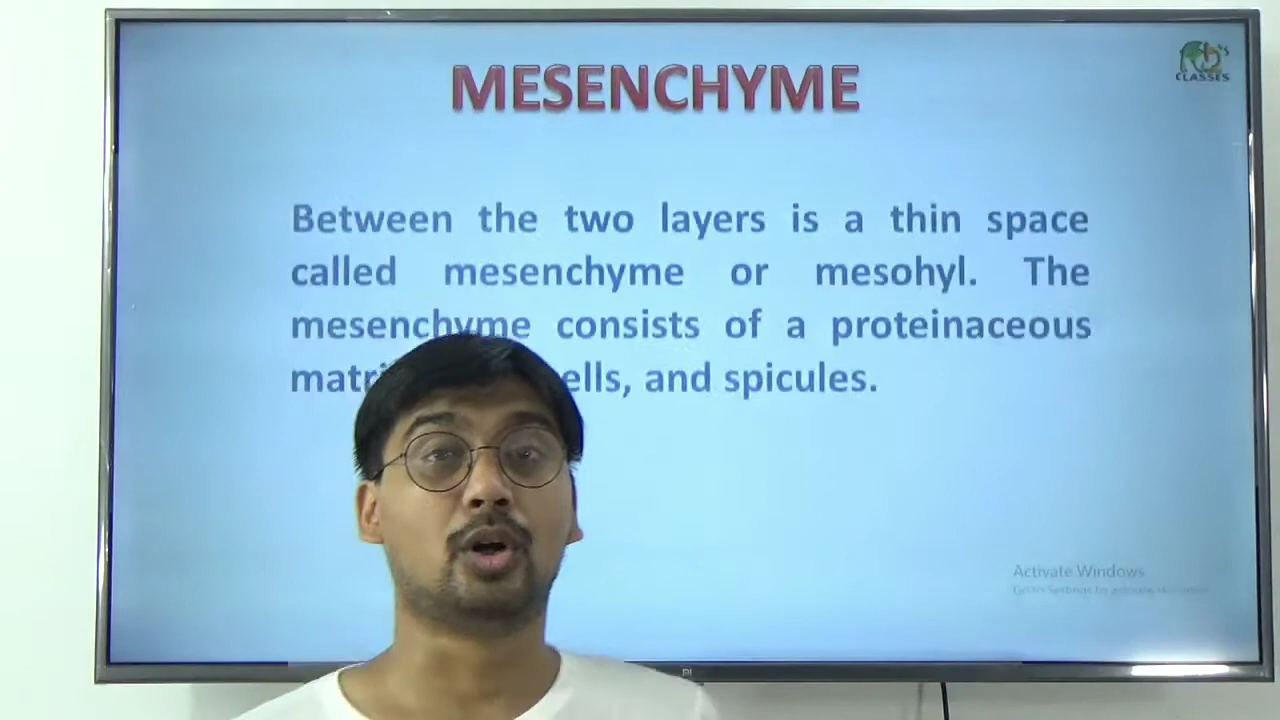 MESENCHYME
CLASSES
Between the two layers is a thin space
called mesenchyme or mesohyl. The
mesenchyme consists of a proteinaceous
and spicules.
Activate Windows